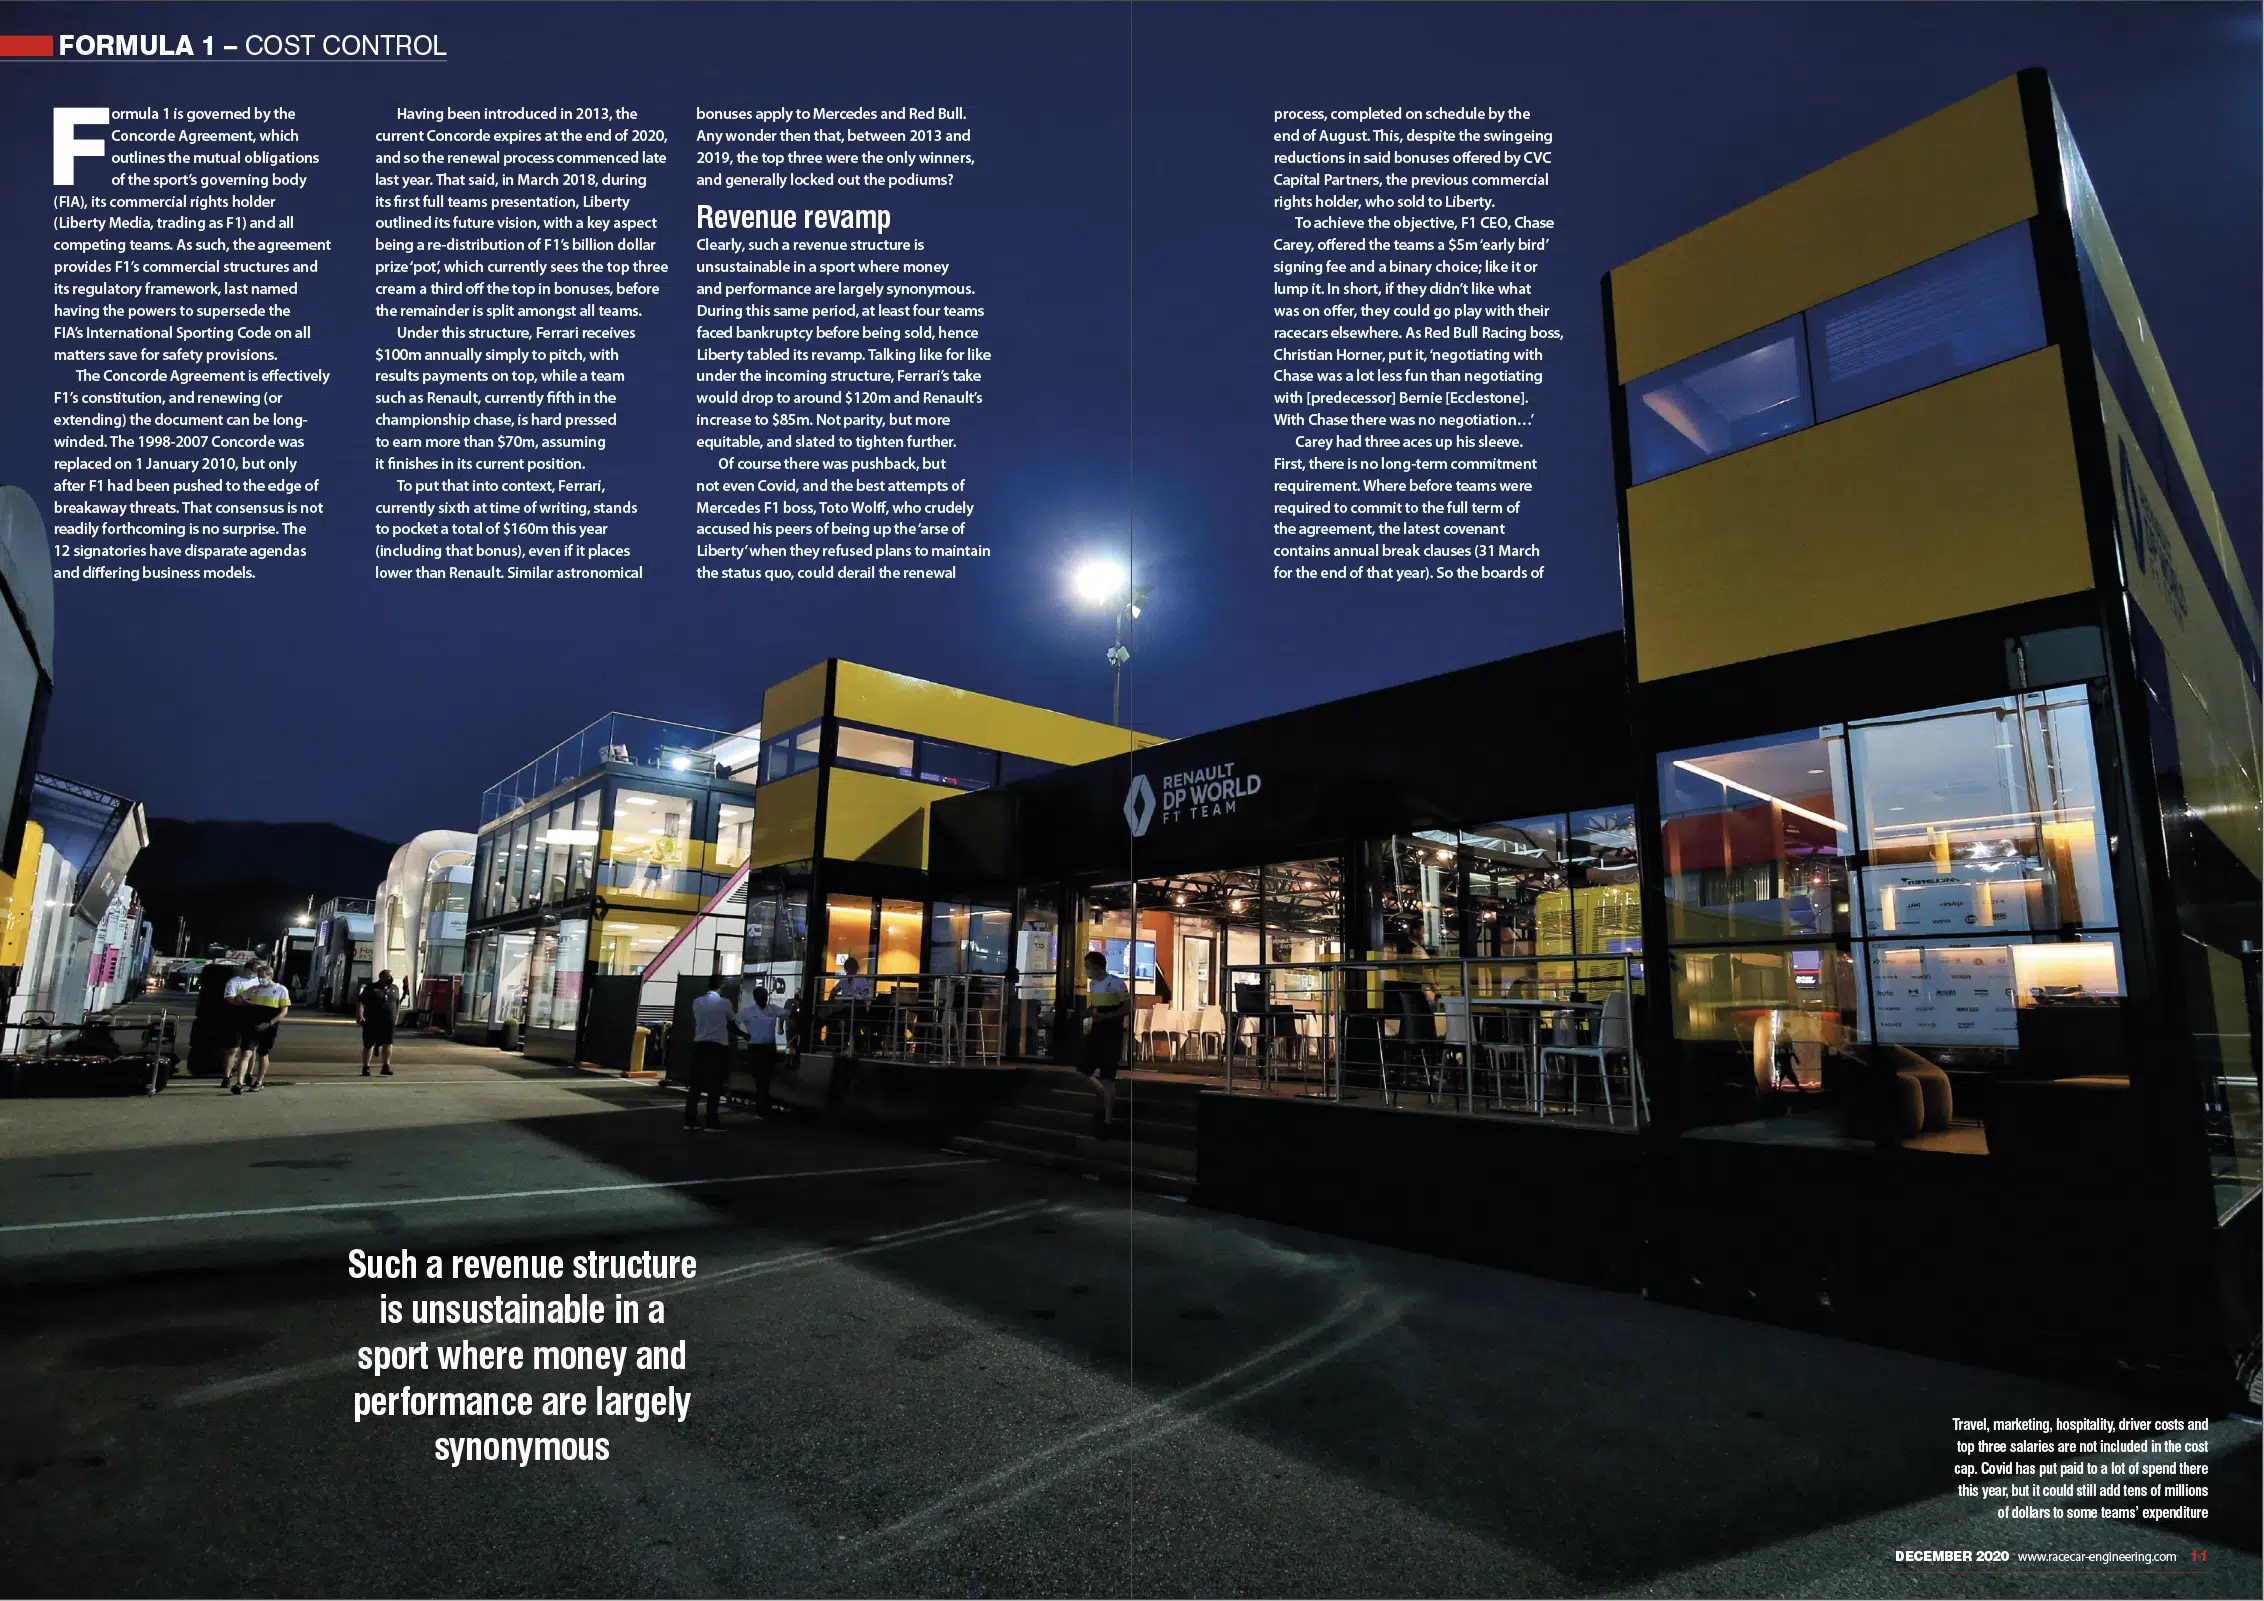 FORMULA 1 – COST CONTROL
Formula 1 is governed by the
Concorde Agreement, which
outlines the mutual obligations
of the sport's governing body
(FIA), its commercial rights holder
(Liberty Media, trading as F1) and all
competing teams. As such, the agreement
provides F1's commercial structures and
its regulatory framework, last named
having the powers to supersede the
FIA's International Sporting Code on all
matters save for safety provisions.
The Concorde Agreement is effectively
F1's constitution, and renewing (or
extending) the document can be long-
winded. The 1998-2007 Concorde was
replaced on 1 January 2010, but only
after F1 had been pushed to the edge of
breakaway threats. That consensus is not
readily forthcoming is no surprise. The
12 signatories have disparate agendas
and differing business models.
Having been introduced in 2013, the
current Concorde expires at the end of 2020,
and so the renewal process commenced late
last year. That said, in March 2018, during
its first full teams presentation, Liberty
outlined its future vision, with a key aspect
being a re-distribution of F1's billion dollar
prize 'pot', which currently sees the top three
cream a third off the top in bonuses, before
the remainder is split amongst all teams.
Under this structure, Ferrari receives
$100m annually simply to pitch, with
results payments on top, while a team
such as Renault, currently fifth in the
championship chase, is hard pressed
to earn more than $70m, assuming
it finishes in its current position.
To put that into context, Ferrari,
currently sixth at time of writing, stands
to pocket a total of $160m this year
(including that bonus), even if it places
lower than Renault. Similar astronomical
bonuses apply to Mercedes and Red Bull.
Any wonder then that, between 2013 and
2019, the top three were the only winners,
and generally locked out the podiums?
Revenue revamp
Clearly, such a revenue structure is
unsustainable in a sport where money
and performance are largely synonymous.
During this same period, at least four teams
faced bankruptcy before being sold, hence
Liberty tabled its revamp. Talking like for like
under the incoming structure, Ferrari's take
would drop to around $120m and Renault's
increase to $85m. Not parity, but more
equitable, and slated to tighten further.
Of course there was pushback, but
not even Covid, and the best attempts of
Mercedes F1 boss, Toto Wolff, who crudely
accused his peers of being up the 'arse of
Liberty' when they refused plans to maintain
the status quo, could derail the renewal
process, completed on schedule by the
end of August. This, despite the swingeing
reductions in said bonuses offered by CVC
Capital Partners, the previous commercial
rights holder, who sold to Liberty.
To achieve the objective, F1 CEO, Chase
Carey, offered the teams a $5m 'early bird'
signing fee and a binary choice; like it or
lump it. In short, if they didn't like what
was on offer, they could go play with their
racecars elsewhere. As Red Bull Racing boss,
Christian Horner, put it, 'negotiating with
Chase was a lot less fun than negotiating
with [predecessor] Bernie [Ecclestone].
With Chase there was no negotiation…'
Carey had three aces up his sleeve.
First, there is no long-term commitment
requirement. Where before teams were
required to commit to the full term of
the agreement, the latest covenant
contains annual break clauses (31 March
for the end of that year). So the boards of
RENAULT
DP WORLD
F1 TEAM
Such a revenue structure
is unsustainable in a
sport where money and
performance are largely
synonymous
Travel, marketing, hospitality, driver costs and
top three salaries are not included in the cost
cap. Covid has put paid to a lot of spend there
this year, but it could still add tens of millions
of dollars to some teams' expenditure
DECEMBER 2020 www.racecar-engineering.com 11